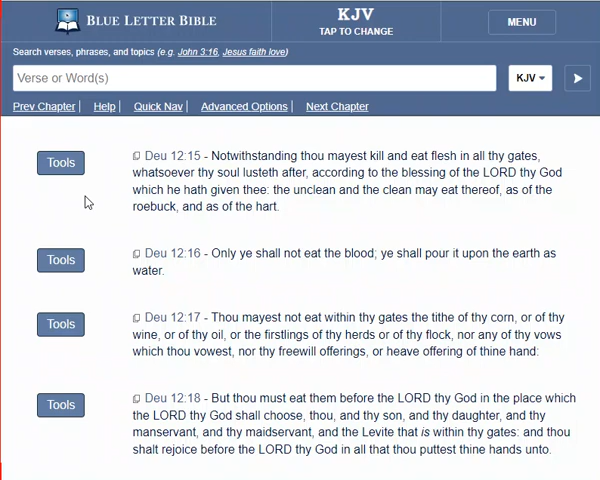 BLUE LETTER BIBLE
KJV
TAP TO CHANGE
MENU
Search verses, phrases, and topics (e.g. John 3:16, Jesus faith love)
Verse or Word(s)
KJV
Prev Chapter | Help | Quick Nav | Advanced Options | Next Chapter
Tools
Deu 12:15 - Notwithstanding thou mayest kill and eat flesh in all thy gates,
whatsoever thy soul lusteth after, according to the blessing of the LORD thy God
which he hath given thee: the unclean and the clean may eat thereof, as of the
roebuck, and as of the hart.
Tools
Deu 12:16 - Only ye shall not eat the blood; ye shall pour it upon the earth as
water.
Tools
Deu 12:17 - Thou mayest not eat within thy gates the tithe of thy corn, or of thy
wine, or of thy oil, or the firstlings of thy herds or of thy flock, nor any of thy vows
which thou vowest, nor thy freewill offerings, or heave offering of thine hand:
Tools
Deu 12:18 - But thou must eat them before the LORD thy God in the place which
the LORD thy God shall choose, thou, and thy son, and thy daughter, and thy
manservant, and thy maidservant, and the Levite that is within thy gates: and thou
shalt rejoice before the LORD thy God in all that thou puttest thine hands unto.